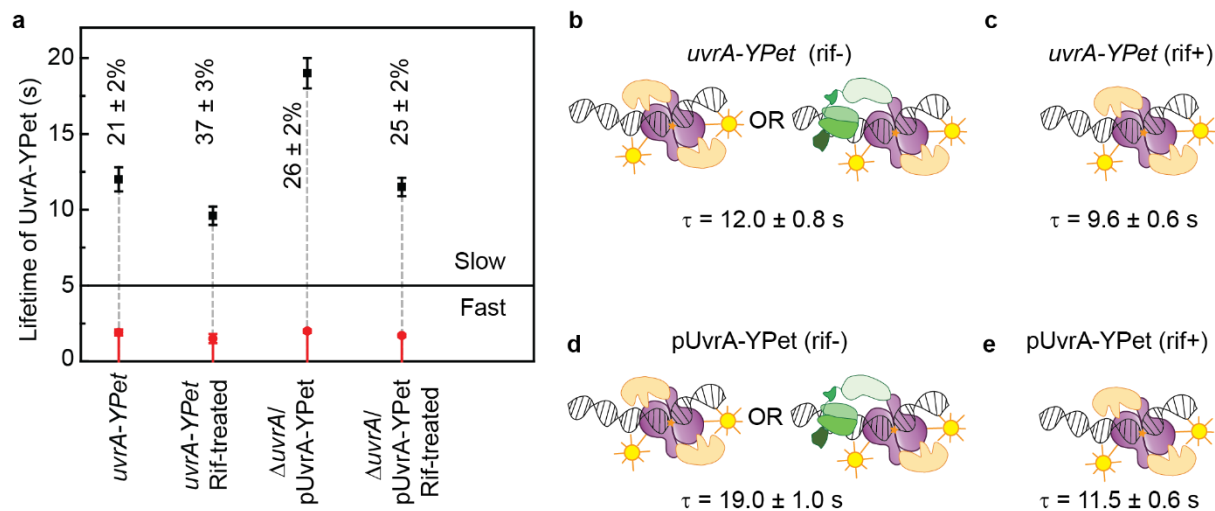 a
Lifetime of UvrA-YPet (s)
20
15
10
5
0
21 ± 2%
37 ± 3%
26 ± 2%
25 ± 2%
Slow
Fast
uvrA-YPet
uvrA-YPet
Rif-treated
ΔuvrA/
pUvrA-YPet
ΔuvrA/
pUvrA-YPet
Rif-treated
b
uvrA-YPet (rif-)
OR
τ = 12.0 ± 0.8 s
c
uvrA-YPet (rif+)
τ = 9.6 ± 0.6 s
d
pUvrA-YPet (rif-)
OR
τ = 19.0 ± 1.0 s
e
pUvrA-YPet (rif+)
τ = 11.5 ± 0.6 s